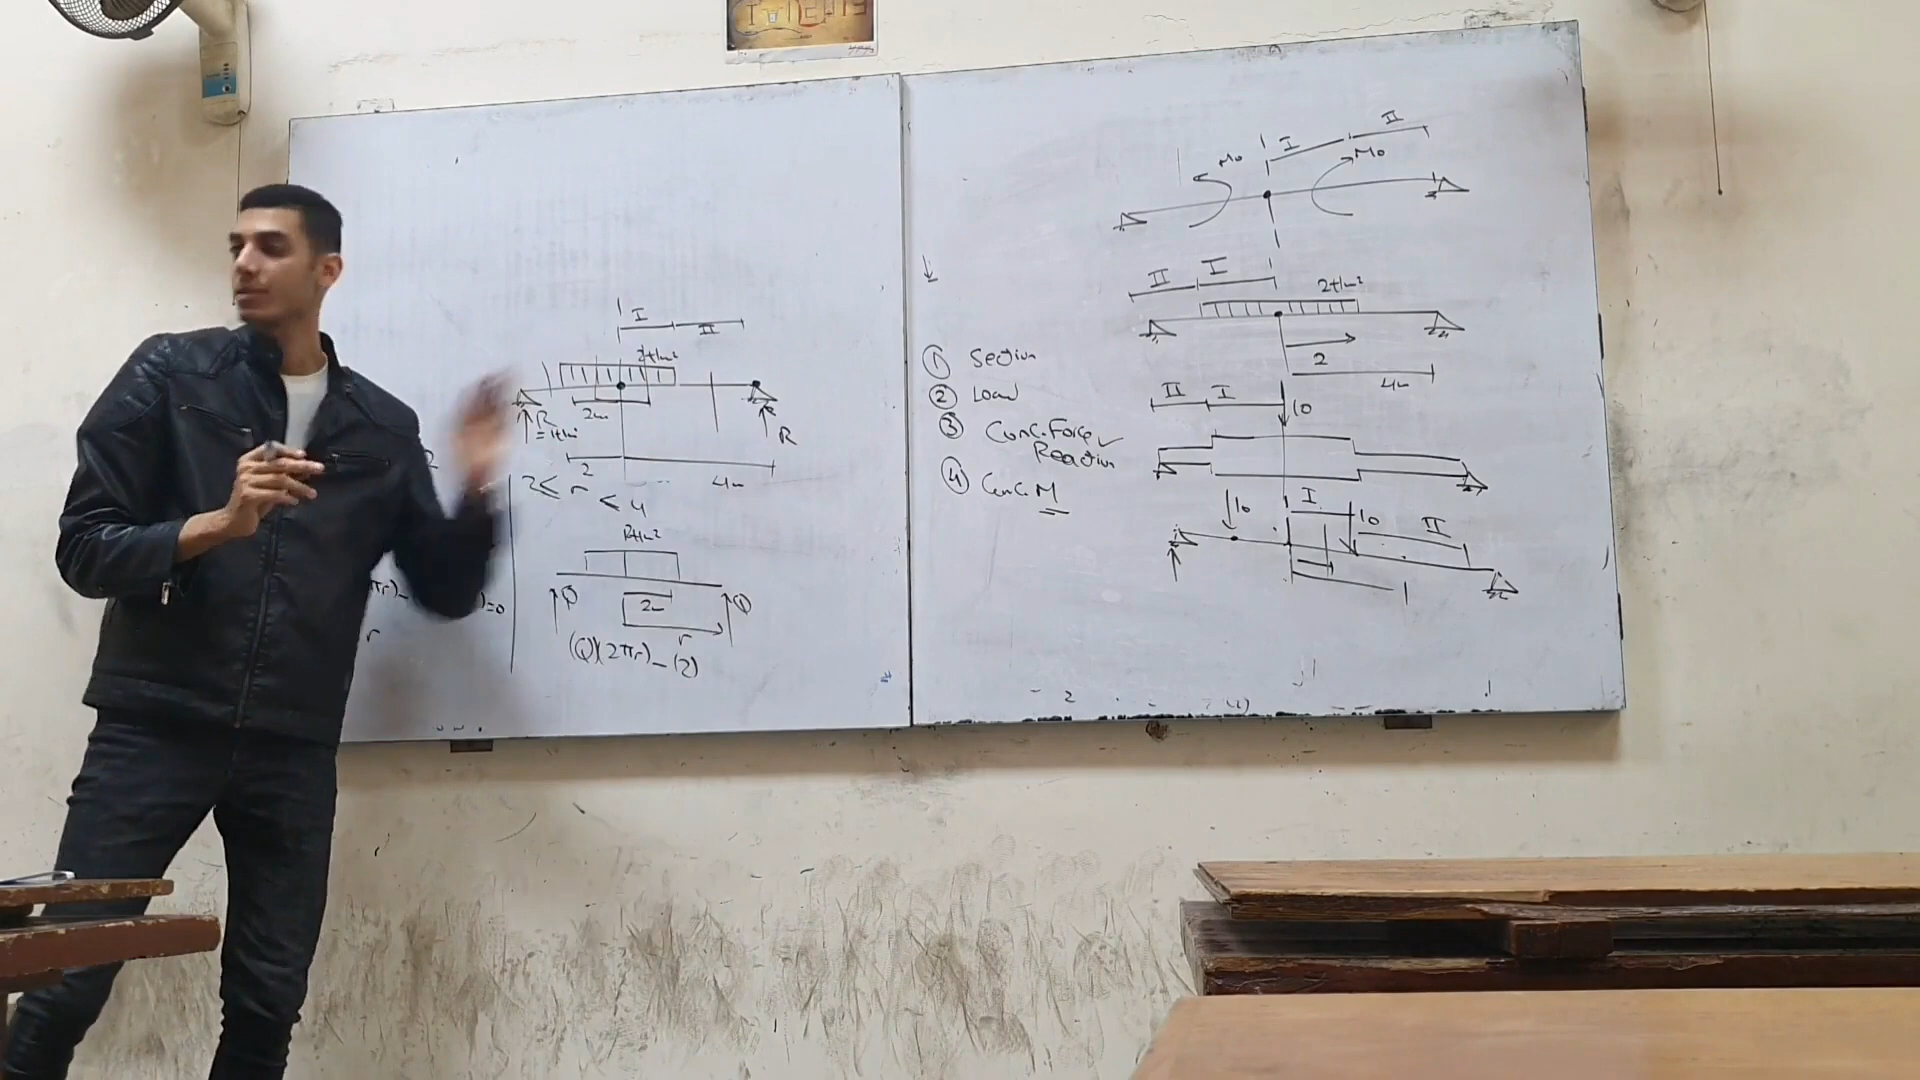 I
II
2t/m²
2m
R
= 1t/m'
R
2
4m
2 ≤ r
≤ 4
2t/m²
Q
Q
2m
r
(Q)(2πr) - (2)
=0
r
① Section
② Load
③ Conc. Force ✓
Reaction
④ Conc. M
I
II
Mo
Mo
II
I
2t/m²
2
4m
II
I
10
I
10
10
II